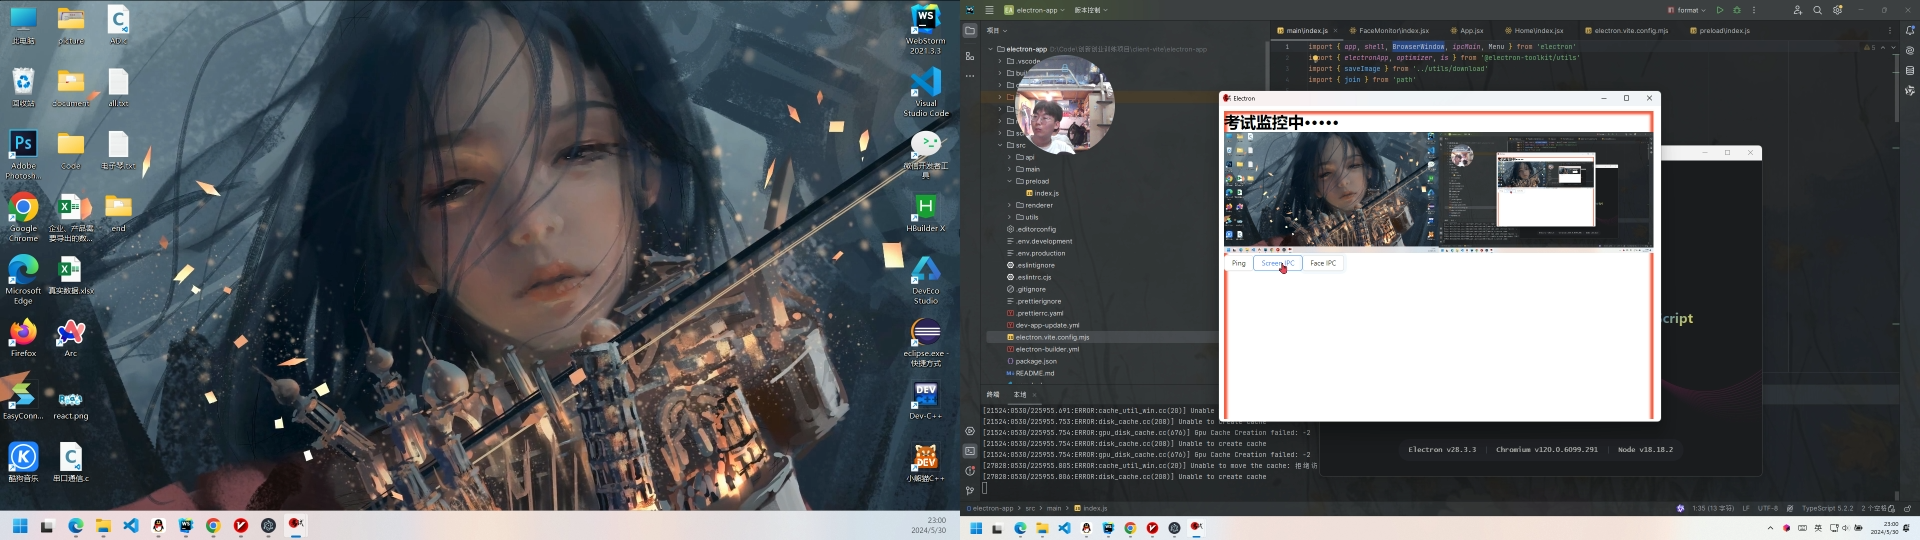 此电脑
picture
AD.c
WebStorm
2021.3.3
回收站
document
all.txt
Visual
Studio Code
Adobe
Photosh...
Code
电子琴.txt
微信开发者工
具
Google
Chrome
企业、产品需
要导出的数...
end
HBuilder X
Microsoft
Edge
真实数据.xlsx
DevEco
Studio
Firefox
Arc
eclipse.exe -
快捷方式
EasyConn...
react.png
Dev-C++
酷狗音乐
串口通信.c
小熊猫C++
23:00
2024/5/30
electron-app
版本控制
format
项目
electron-app
.vscode
src
api
main
preload
index.js
renderer
utils
.editorconfig
.env.development
.env.production
.eslintignore
.eslintrc.cjs
.gitignore
.prettierignore
.prettierrc.yaml
dev-app-update.yml
electron.vite.config.mjs
electron-builder.yml
package.json
README.md
main\index.js
FaceMonitor\index.jsx
App.jsx
Home\index.jsx
electron.vite.config.mjs
preload\index.js
1 import { app, shell, BrowserWindow, ipcMain, Menu } from 'electron'
2 import { electronApp, optimizer, is } from '@electron-toolkit/utils'
3 import { saveImage } from '../utils/download'
4 import { join } from 'path'
Electron
考试监控中•••••
Ping
Screen IPC
Face IPC
cript
Electron v28.3.3
Chromium v120.0.6099.291
Node v18.18.2
终端
本地
[21524:0530/225955.691:ERROR:cache_util_win.cc(20)] Unable
[21524:0530/225955.753:ERROR:disk_cache.cc(208)] Unable to create cache
[21524:0530/225955.754:ERROR:gpu_disk_cache.cc(676)] Gpu Cache Creation failed: -2
[21524:0530/225955.754:ERROR:disk_cache.cc(208)] Unable to create cache
[21524:0530/225955.754:ERROR:gpu_disk_cache.cc(676)] Gpu Cache Creation failed: -2
[27828:0530/225955.805:ERROR:cache_util_win.cc(20)] Unable to move the cache: 拒绝访
[27828:0530/225955.806:ERROR:disk_cache.cc(208)] Unable to create cache
electron-app
src
main
index.js
1:35 (13 字符)
LF
UTF-8
TypeScript 5.2.2
2 个空格
英
23:00
2024/5/30